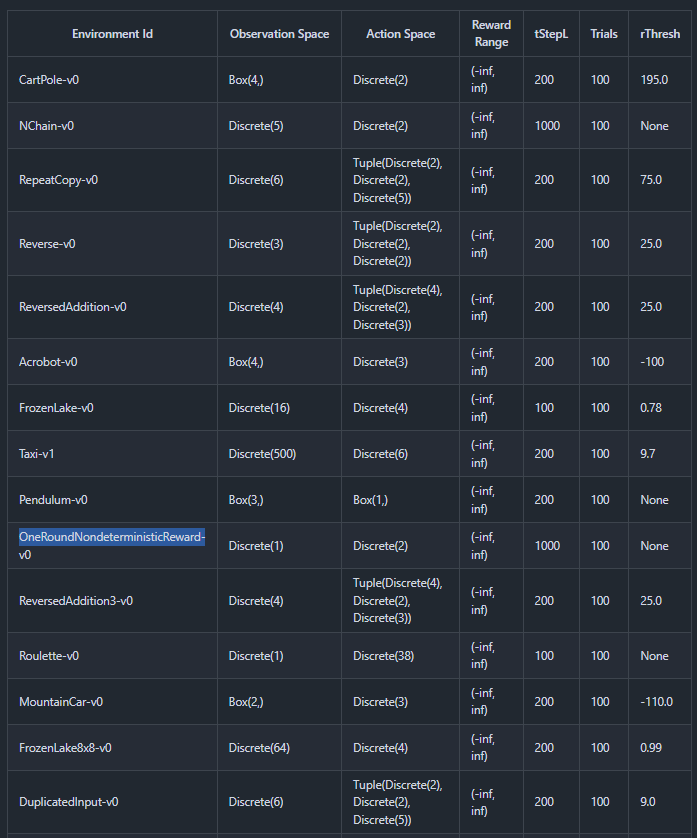 Environment Id Observation Space Action Space Reward Range tStepL Trials rThresh
CartPole-v0 Box(4,) Discrete(2) (-inf, inf) 200 100 195.0
NChain-v0 Discrete(5) Discrete(2) (-inf, inf) 1000 100 None
RepeatCopy-v0 Discrete(6) Tuple(Discrete(2), Discrete(2), Discrete(5)) (-inf, inf) 200 100 75.0
Reverse-v0 Discrete(3) Tuple(Discrete(2), Discrete(2), Discrete(2)) (-inf, inf) 200 100 25.0
ReversedAddition-v0 Discrete(4) Tuple(Discrete(4), Discrete(2), Discrete(3)) (-inf, inf) 200 100 25.0
Acrobot-v0 Box(4,) Discrete(3) (-inf, inf) 200 100 -100
FrozenLake-v0 Discrete(16) Discrete(4) (-inf, inf) 100 100 0.78
Taxi-v1 Discrete(500) Discrete(6) (-inf, inf) 200 100 9.7
Pendulum-v0 Box(3,) Box(1,) (-inf, inf) 200 100 None
OneRoundNondeterministicReward-v0 Discrete(1) Discrete(2) (-inf, inf) 1000 100 None
ReversedAddition3-v0 Discrete(4) Tuple(Discrete(4), Discrete(2), Discrete(3)) (-inf, inf) 200 100 25.0
Roulette-v0 Discrete(1) Discrete(38) (-inf, inf) 100 100 None
MountainCar-v0 Box(2,) Discrete(3) (-inf, inf) 200 100 -110.0
FrozenLake8x8-v0 Discrete(64) Discrete(4) (-inf, inf) 200 100 0.99
DuplicatedInput-v0 Discrete(6) Tuple(Discrete(2), Discrete(2), Discrete(5)) (-inf, inf) 200 100 9.0